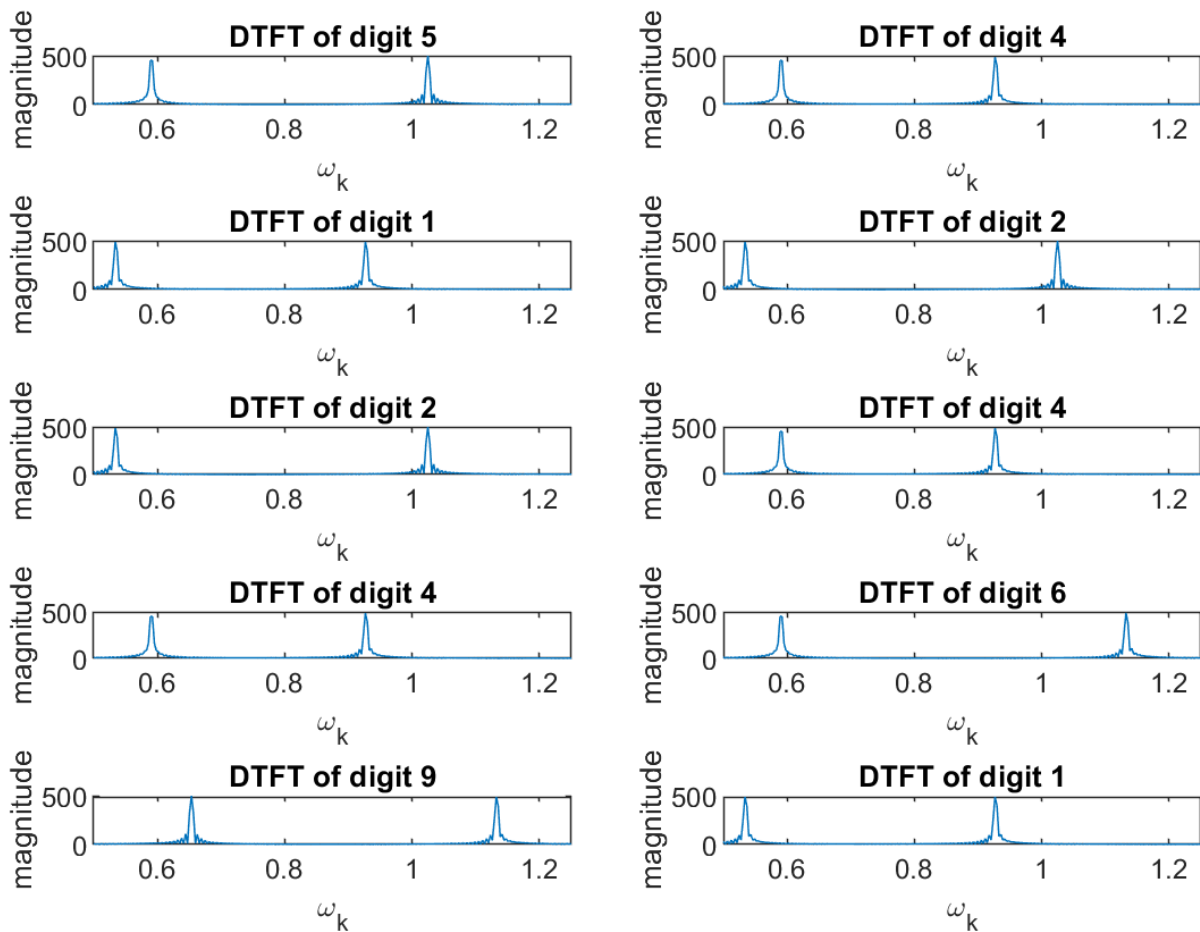 DTFT of digit 5
magnitude
500
0
0.6 0.8 1 1.2
ω_k
DTFT of digit 4
magnitude
500
0
0.6 0.8 1 1.2
ω_k
DTFT of digit 1
magnitude
500
0
0.6 0.8 1 1.2
ω_k
DTFT of digit 2
magnitude
500
0
0.6 0.8 1 1.2
ω_k
DTFT of digit 2
magnitude
500
0
0.6 0.8 1 1.2
ω_k
DTFT of digit 4
magnitude
500
0
0.6 0.8 1 1.2
ω_k
DTFT of digit 4
magnitude
500
0
0.6 0.8 1 1.2
ω_k
DTFT of digit 6
magnitude
500
0
0.6 0.8 1 1.2
ω_k
DTFT of digit 9
magnitude
500
0
0.6 0.8 1 1.2
ω_k
DTFT of digit 1
magnitude
500
0
0.6 0.8 1 1.2
ω_k